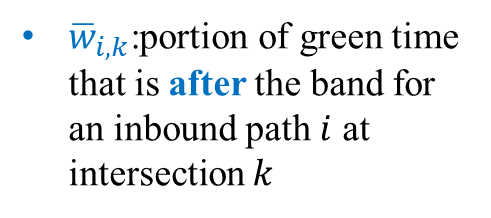 • w̅ᵢ,ₖ:portion of green time
that is after the band for
an inbound path 𝑖 at
intersection 𝑘